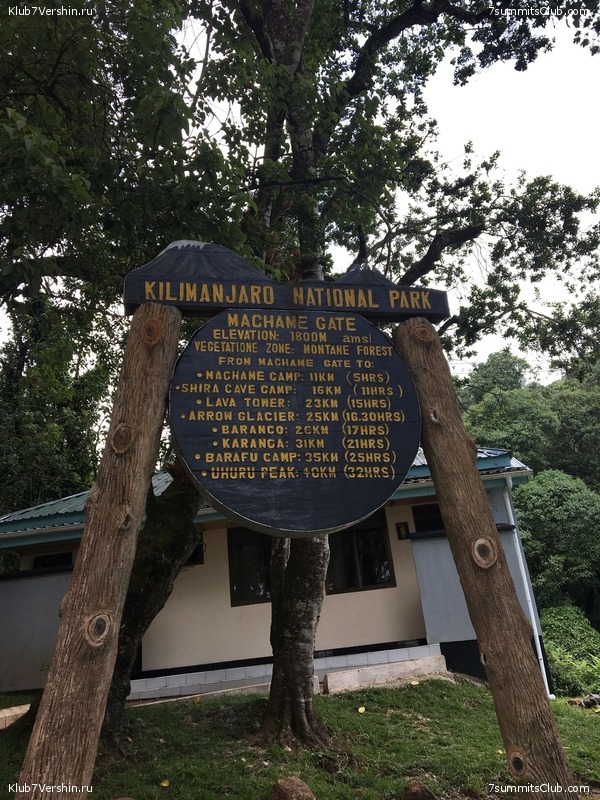 Klub7Vershin.ru
7summitsClub.com
KILIMANJARO NATIONAL PARK
MACHAME GATE
ELEVATION: 1800M amsl
VEGETATIONE ZONE: MONTANE FOREST
FROM MACHAME GATE TO:
• MACHAME CAMP: 11KM (5HRS)
• SHIRA CAVE CAMP: 16KM (11HRS)
• LAVA TOWER: 23KM (15HRS)
• ARROW GLACIER: 25KM (16.30HRS)
• BARANCO: 26KM (17HRS)
• KARANGA: 31KM (21HRS)
• BARAFU CAMP: 35KM (25HRS)
• UHURU PEAK: 40KM (32HRS)
Klub7Vershin.ru
7summitsClub.com